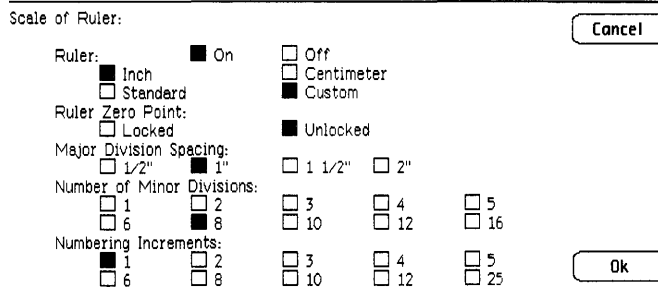 Scale of Ruler:
Cancel
Ruler: On Off
Inch Centimeter
Standard Custom
Ruler Zero Point:
Locked Unlocked
Major Division Spacing:
1/2" 1" 1 1/2" 2"
Number of Minor Divisions:
1 2 3 4 5
6 8 10 12 16
Numbering Increments:
1 2 3 4 5
6 8 10 12 25
Ok